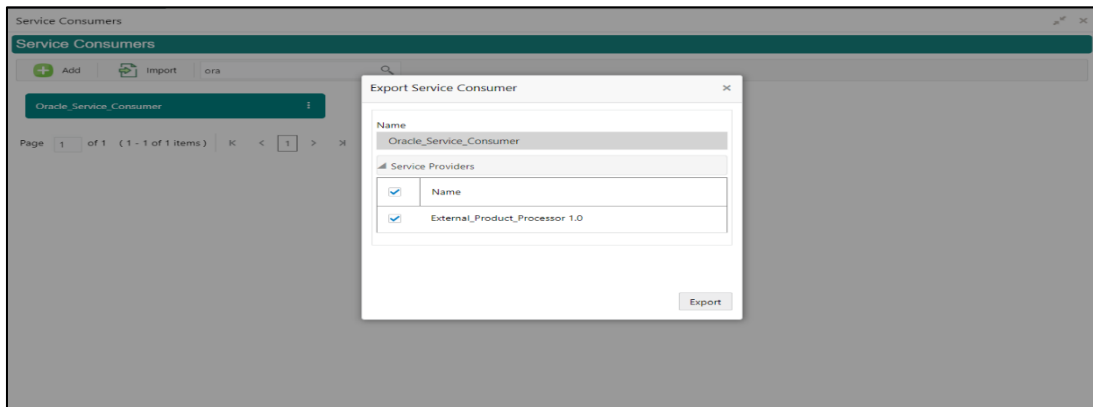 Service Consumers
Service Consumers
Add Import ora
Oracle_Service_Consumer
Page 1 of 1 (1 - 1 of 1 items) K < 1 > >|
Export Service Consumer
Name
Oracle_Service_Consumer
Service Providers
Name
External_Product_Processor 1.0
Export